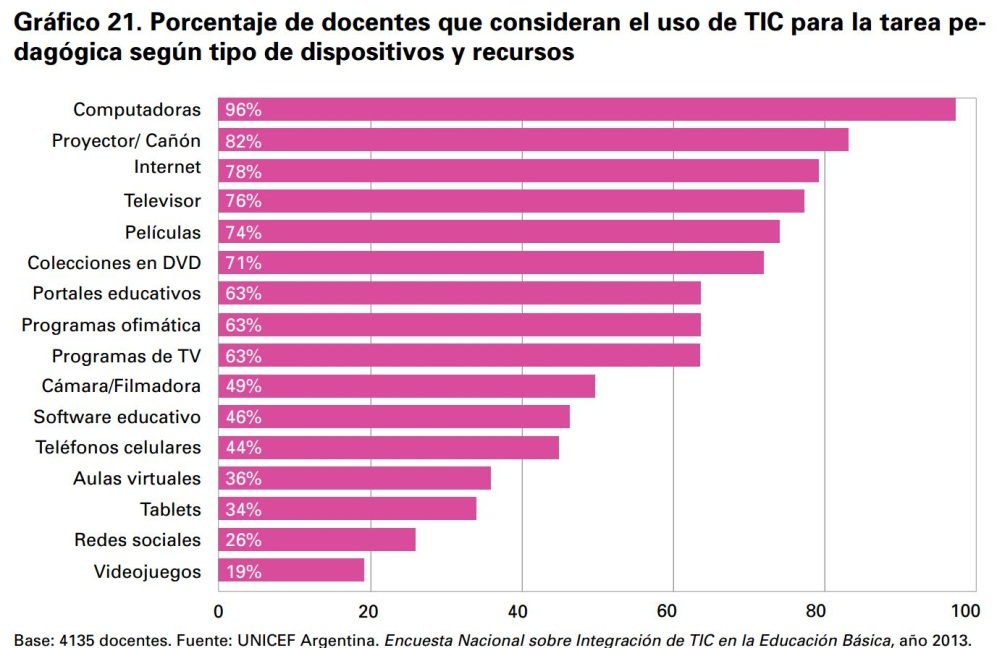 Gráfico 21. Porcentaje de docentes que consideran el uso de TIC para la tarea pe-
dagógica según tipo de dispositivos y recursos
Computadoras 96%
Proyector/ Cañón 82%
Internet 78%
Televisor 76%
Películas 74%
Colecciones en DVD 71%
Portales educativos 63%
Programas ofimática 63%
Programas de TV 63%
Cámara/Filmadora 49%
Software educativo 46%
Teléfonos celulares 44%
Aulas virtuales 36%
Tablets 34%
Redes sociales 26%
Videojuegos 19%
0 20 40 60 80 100
Base: 4135 docentes. Fuente: UNICEF Argentina. Encuesta Nacional sobre Integración de TIC en la Educación Básica, año 2013.